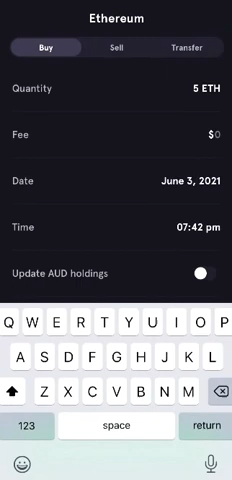 Ethereum
Buy Sell Transfer
Quantity 5 ETH
Fee $0
Date June 3, 2021
Time 07:42 pm
Update AUD holdings
Q W E R T Y U I O P
A S D F G H J K L
Z X C V B N M
123 space return